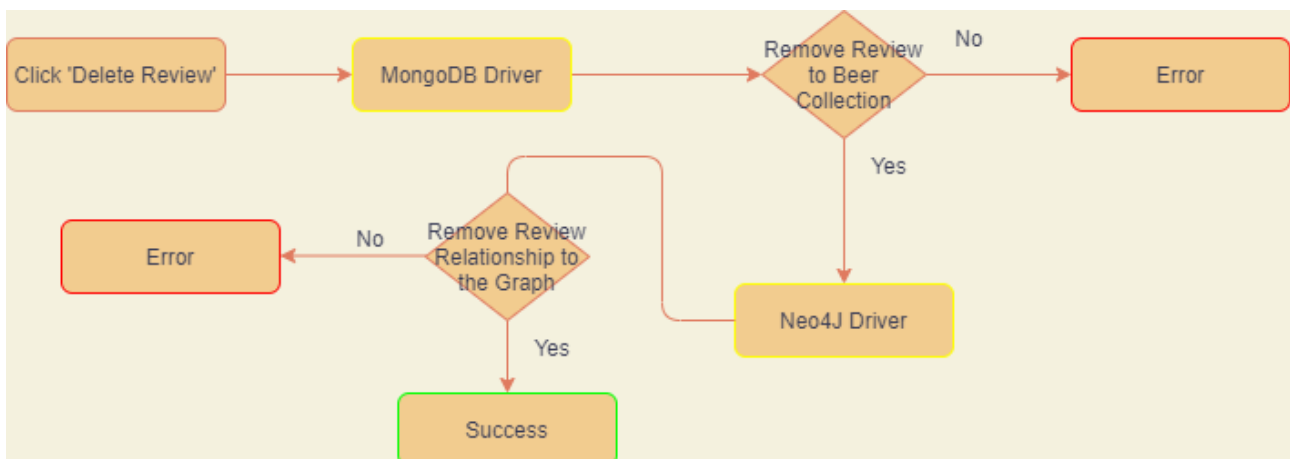 Click 'Delete Review'
MongoDB Driver
Remove Review
to Beer
Collection
No
Error
Yes
Error
No
Remove Review
Relationship to
the Graph
Neo4J Driver
Yes
Success